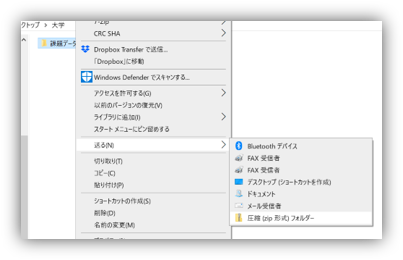 クトップ > 大学
課題データ
7-Zip
CRC SHA
Dropbox Transfer で送信...
「Dropbox」に移動
Windows Defender でスキャンする...
アクセスを許可する(G)
以前のバージョンの復元(V)
ライブラリに追加(I)
スタート メニューにピン留めする
送る(N)
切り取り(T)
コピー(C)
貼り付け(P)
ショートカットの作成(S)
削除(D)
名前の変更(M)
Bluetooth デバイス
FAX 受信者
FAX 受信者
デスクトップ (ショートカットを作成)
ドキュメント
メール受信者
圧縮 (zip 形式) フォルダー